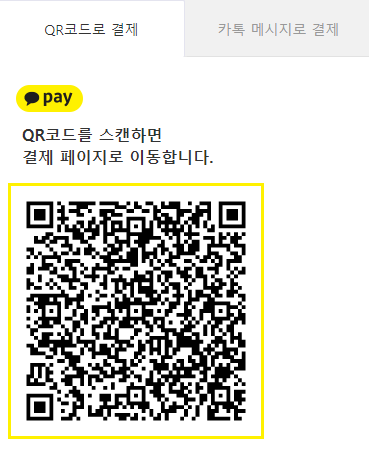 QR코드로 결제
카톡 메시지로 결제
pay
QR코드를 스캔하면
결제 페이지로 이동합니다.